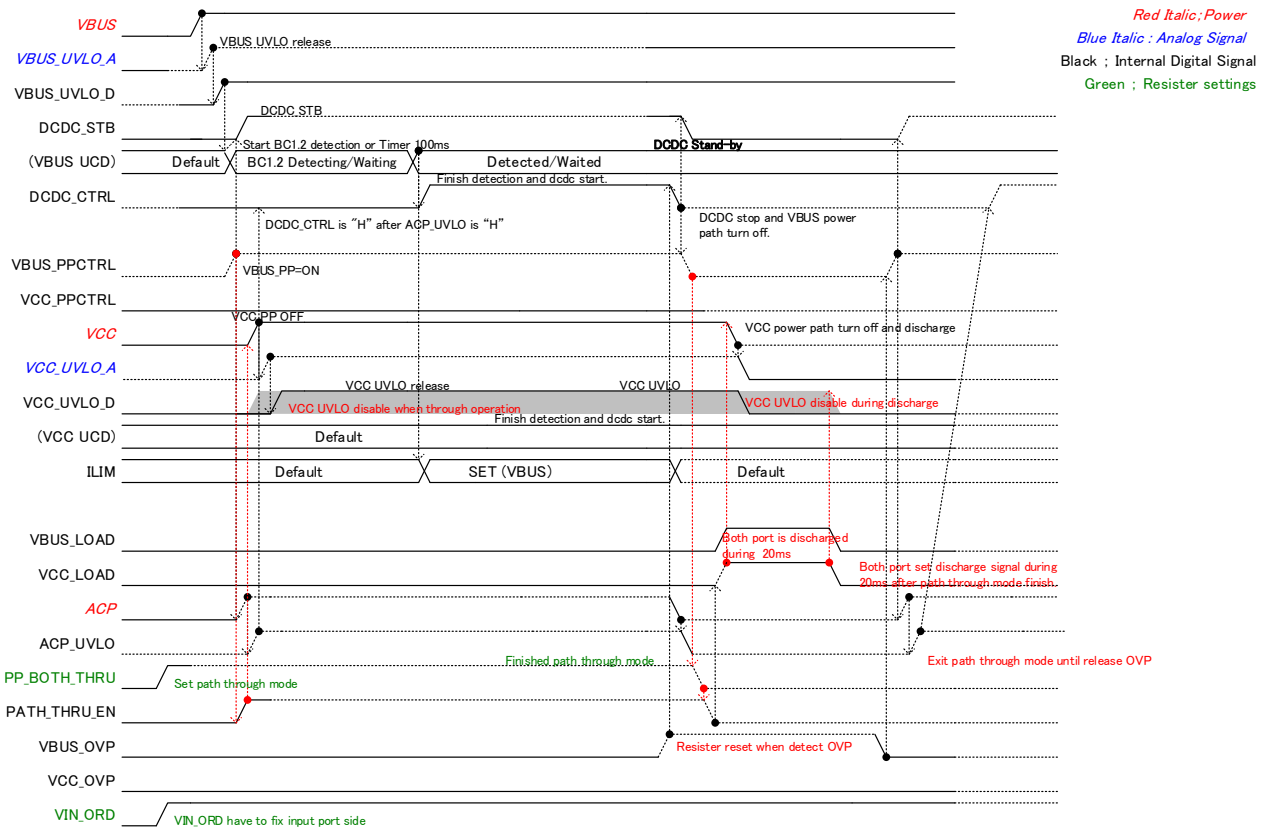 VBUS
Red Italic;Power
VBUS UVLO release
Blue Italic : Analog Signal
VBUS_UVLO_A
Black ; Internal Digital Signal
VBUS_UVLO_D
Green ; Resister settings
DCDC STB
DCDC_STB
Start BC1.2 detection or Timer 100ms
DCDC Stand-by
(VBUS UCD)
Default
BC1.2 Detecting/Waiting
Detected/Waited
Finish detection and dcdc start.
DCDC_CTRL
DCDC_CTRL is "H" after ACP_UVLO is "H"
DCDC stop and VBUS power
path turn off.
VBUS_PPCTRL
VBUS_PP=ON
VCC_PPCTRL
VCC PP OFF
VCC
VCC power path turn off and discharge
VCC_UVLO_A
VCC UVLO release
VCC UVLO
VCC_UVLO_D
VCC UVLO disable when through operation
VCC UVLO disable during discharge
Finish detection and dcdc start.
(VCC UCD)
Default
ILIM
Default
SET (VBUS)
Default
VBUS_LOAD
Both port is discharged
during 20ms
VCC_LOAD
Both port set discharge signal during
20ms after path through mode finish.
ACP
ACP_UVLO
Finished path through mode
Exit path through mode until release OVP
PP_BOTH_THRU
Set path through mode
PATH_THRU_EN
VBUS_OVP
Resister reset when detect OVP
VCC_OVP
VIN_ORD
VIN_ORD have to fix input port side